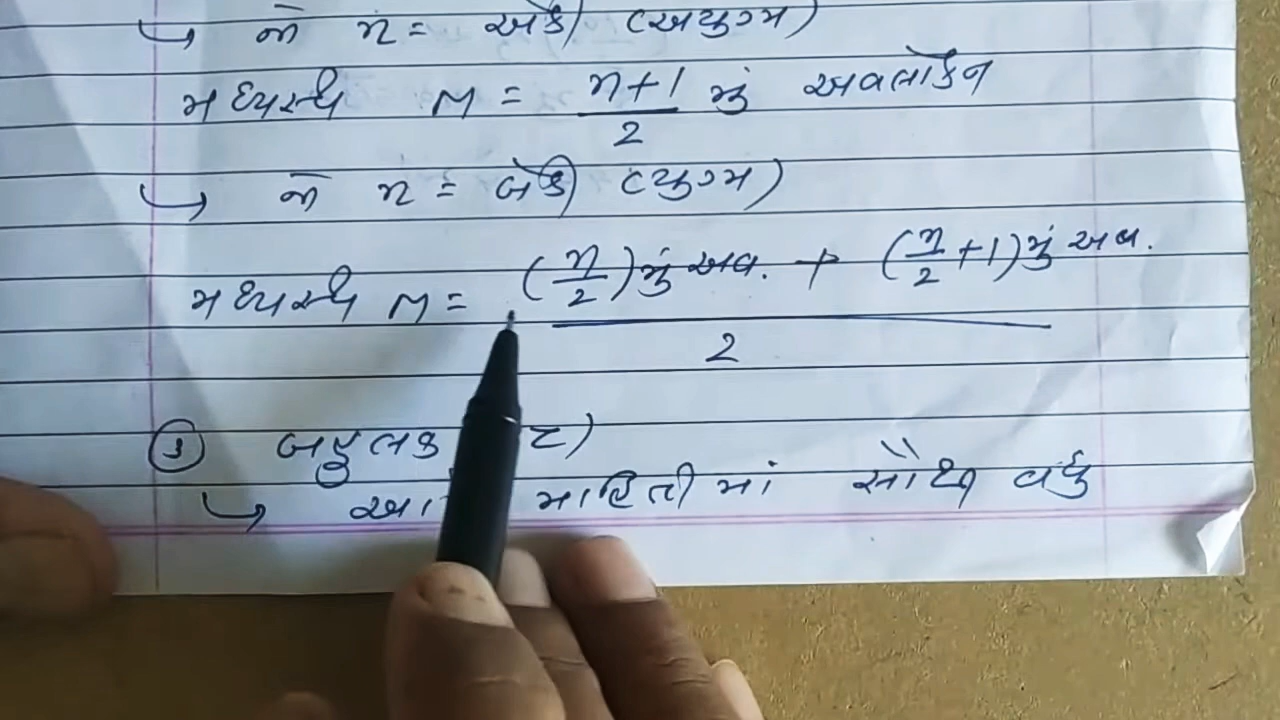 જો n = એકી (અયુગ્મ)
મધ્યસ્થ M = n+1/2 નું અવલોકન
જો n = બેકી (યુગ્મ)
મધ્યસ્થ M = (n/2)નું અવ. + (n/2 + 1)નું અવ. / 2
③ બહુલક Z)
માહિતીમાં સૌથી વધુ